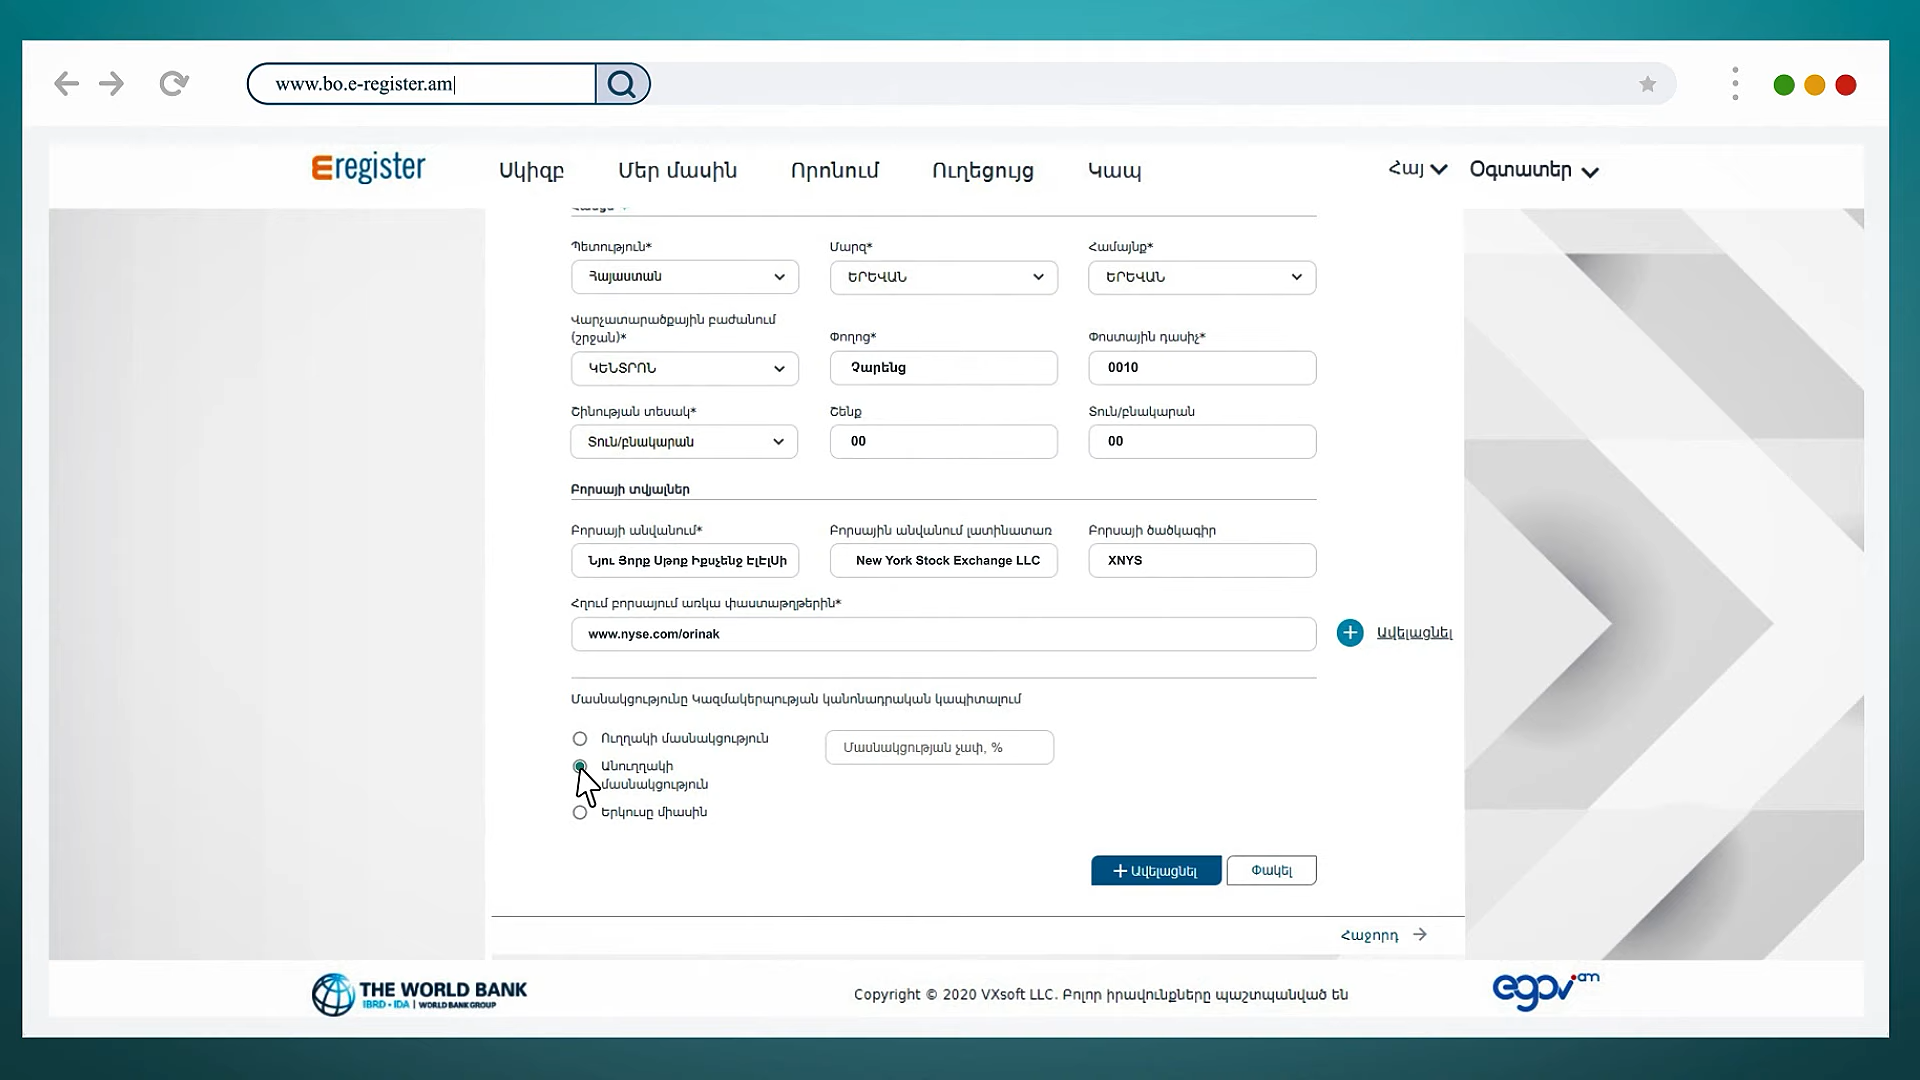 www.bo.e-register.am
Eregister
Սկիզբ
Մեր մասին
Որոնում
Ուղեցույց
Կապ
Հայ
Օգտատեր
Պետություն*
Մարզ*
Համայնք*
Հայաստան
ԵՐԵՎԱՆ
ԵՐԵՎԱՆ
Վարչատարածքային բաժանում
(շրջան)*
Փողոց*
Փոստային դասիչ*
ԿԵՆՏՐՈՆ
Չարենց
0010
Շինության տեսակ*
Շենք
Տուն/բնակարան
Տուն/բնակարան
00
00
Բորսայի տվյալներ
Բորսայի անվանում*
Բորսային անվանում լատինատառ
Բորսայի ծածկագիր
Նյու Յորք Սթոք Իքսչենջ ԷլԷլՍի
New York Stock Exchange LLC
XNYS
Հղում բորսայում առկա փաստաթղթերին*
www.nyse.com/orinak
Ավելացնել
Մասնակցությունը Կազմակերպության կանոնադրական կապիտալում
Ուղղակի մասնակցություն
Մասնակցության չափ, %
Անուղղակի
մասնակցություն
Երկուսը միասին
+ Ավելացնել
Փակել
Հաջորդ
THE WORLD BANK
IBRD • IDA | WORLD BANK GROUP
Copyright © 2020 VXsoft LLC. Բոլոր իրավունքները պաշտպանված են
egov.am